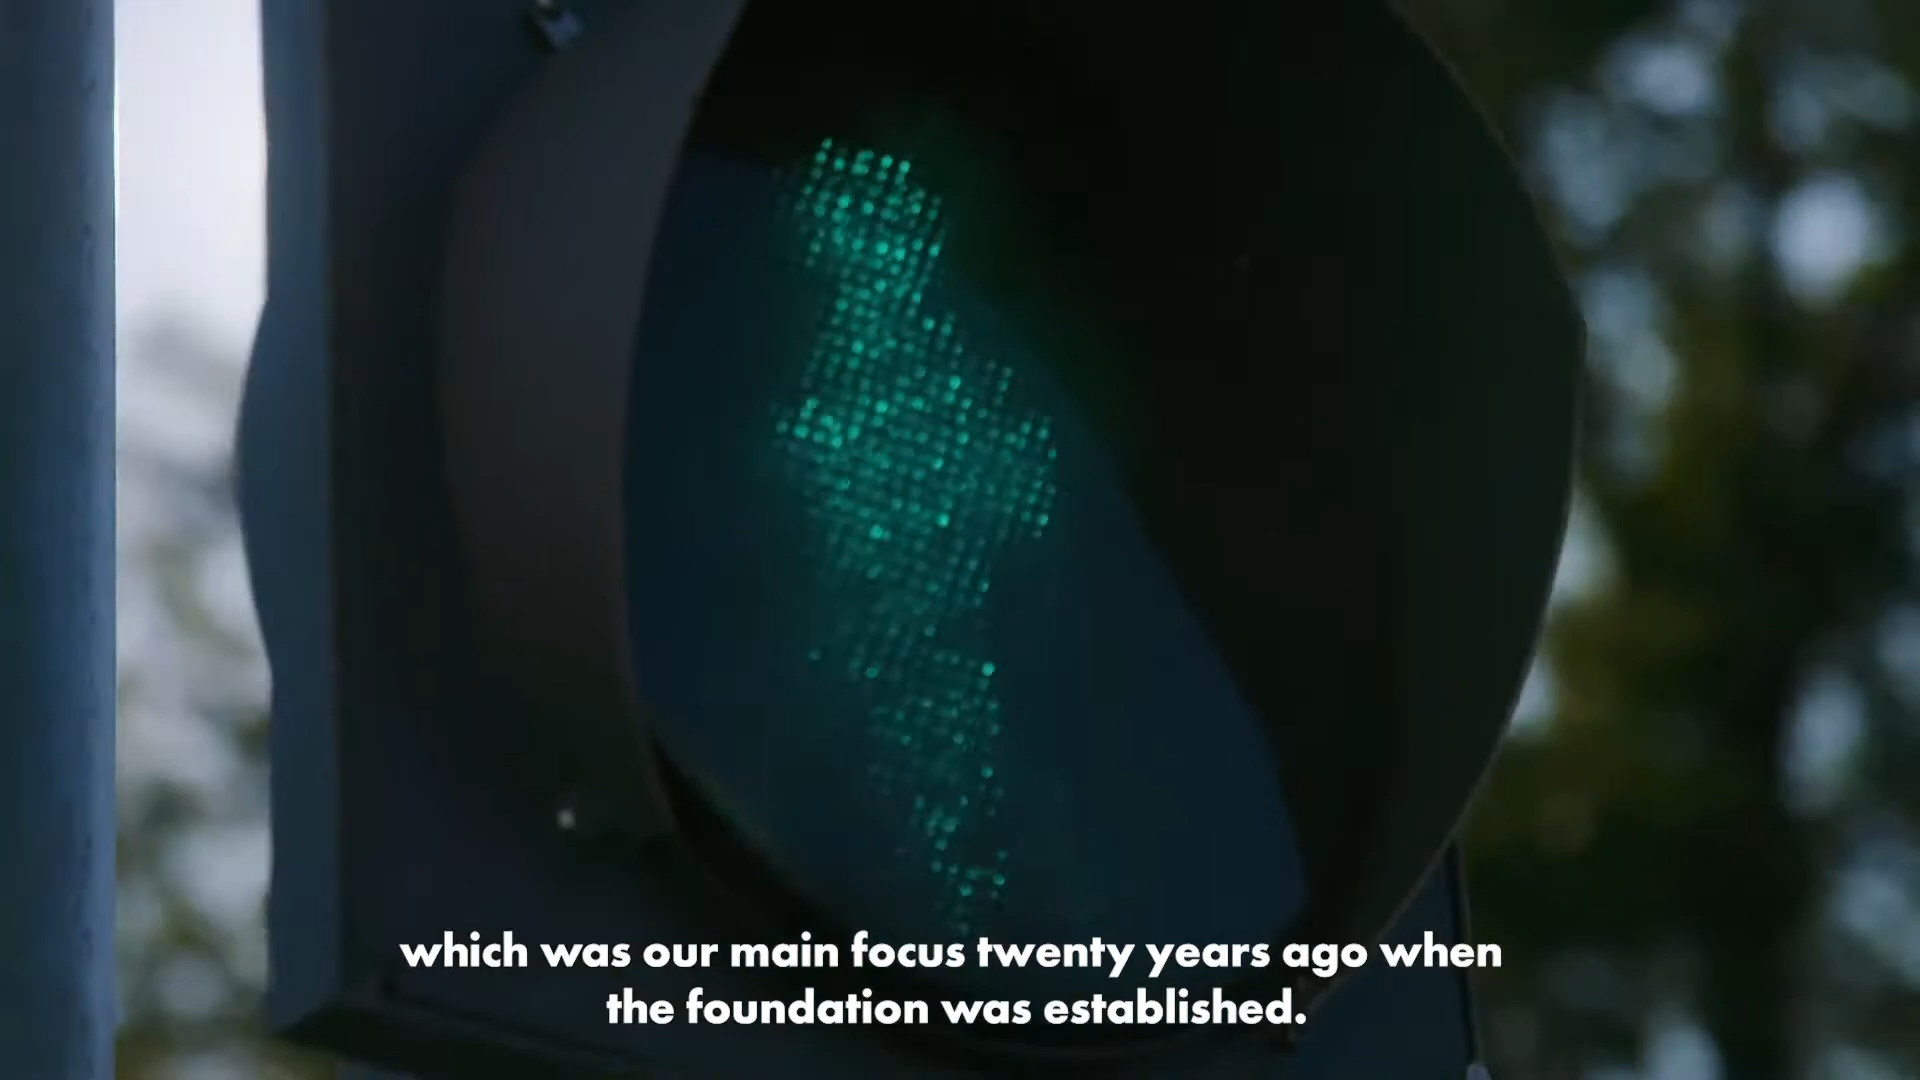 which was our main focus twenty years ago when
the foundation was established.